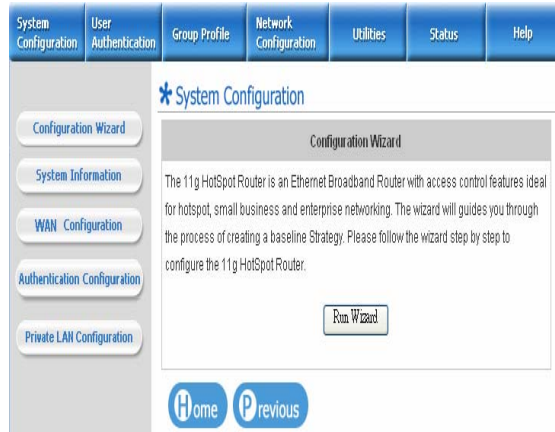 System Configuration
User Authentication
Group Profile
Network Configuration
Utilities
Status
Help
System Configuration
Configuration Wizard
System Information
WAN Configuration
Authentication Configuration
Private LAN Configuration
Configuration Wizard
The 11g HotSpot Router is an Ethernet Broadband Router with access control features ideal
for hotspot, small business and enterprise networking. The wizard will guides you through
the process of creating a baseline Strategy. Please follow the wizard step by step to
configure the 11g HotSpot Router.
Run Wizard
Home
Previous